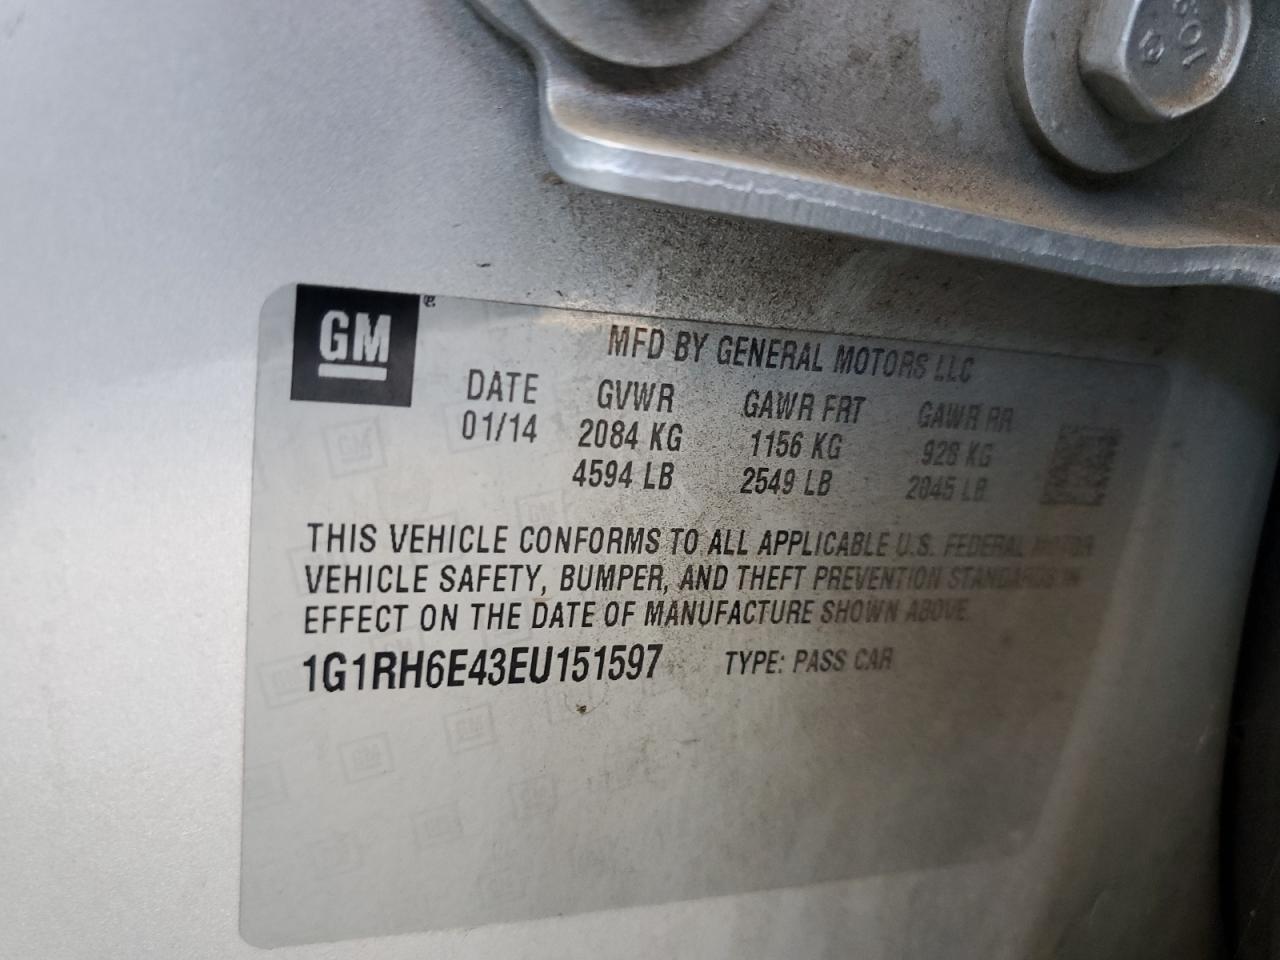 GM
MFD BY GENERAL MOTORS LLC
DATE GVWR GAWR FRT GAWR RR
01/14 2084 KG 1156 KG 928 KG
4594 LB 2549 LB 2045 LB
THIS VEHICLE CONFORMS TO ALL APPLICABLE U.S. FEDERAL MOTOR
VEHICLE SAFETY, BUMPER, AND THEFT PREVENTION STANDARDS IN
EFFECT ON THE DATE OF MANUFACTURE SHOWN ABOVE.
1G1RH6E43EU151597 TYPE: PASS CAR